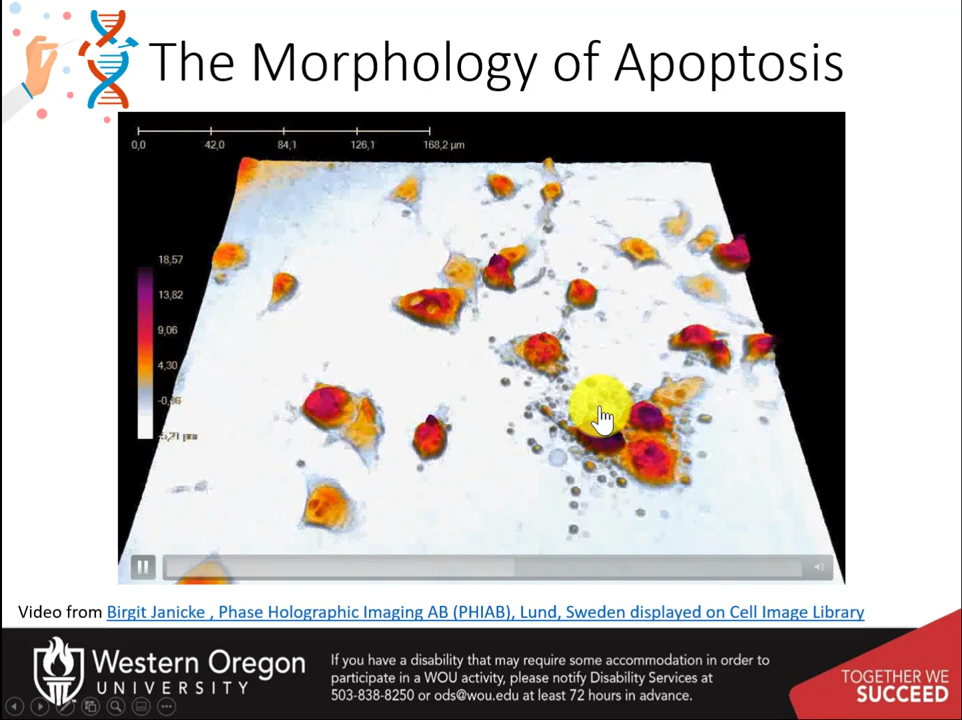 The Morphology of Apoptosis
0,0 42,0 84,1 126,1 168,2 µm
18,57
13,82
9,06
4,30
-5,21 µm
Video from Birgit Janicke , Phase Holographic Imaging AB (PHIAB), Lund, Sweden displayed on Cell Image Library
Western Oregon
UNIVERSITY
If you have a disability that may require some accommodation in order to
participate in a WOU activity, please notify Disability Services at
503-838-8250 or ods@wou.edu at least 72 hours in advance.
TOGETHER WE
SUCCEED